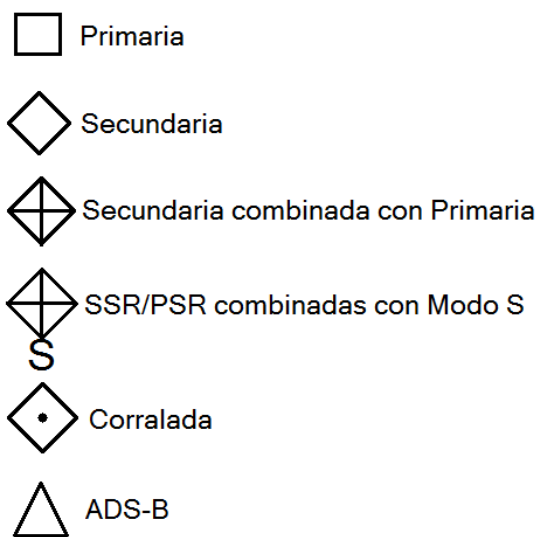 Primaria
Secundaria
Secundaria combinada con Primaria
SSR/PSR combinadas con Modo S
S
Corralada
ADS-B